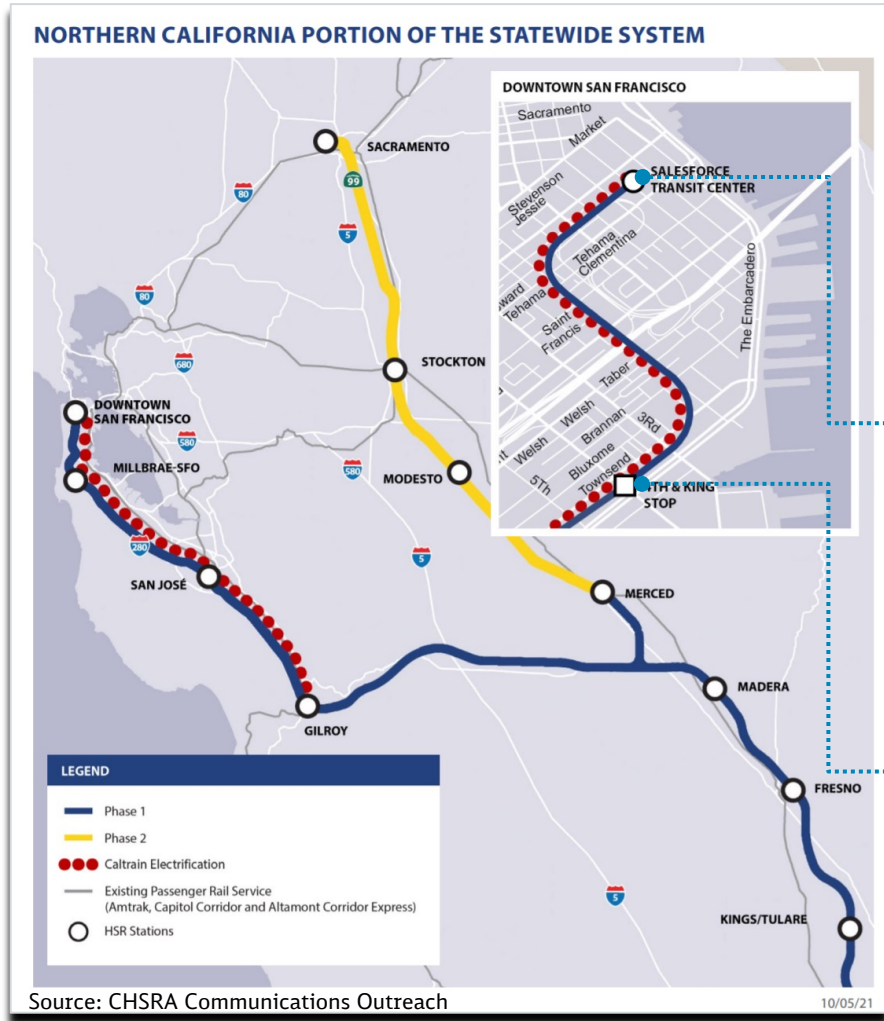 NORTHERN CALIFORNIA PORTION OF THE STATEWIDE SYSTEM
SACRAMENTO
99
80
5
80
STOCKTON
680
DOWNTOWN
SAN FRANCISCO
580
MILLBRAE-SFO
580
MODESTO
280
5
SAN JOSÉ
MERCED
MADERA
GILROY
FRESNO
5
KINGS/TULARE
DOWNTOWN SAN FRANCISCO
Sacramento
Market
SALESFORCE
TRANSIT CENTER
Stevenson
Jessie
Tehama
Clementina
The Embarcadero
ward
Tehama
Saint
Francis
Taber
Welsh
3Rd
Brannan
Welsh
Bluxome
Townsend
5Th
4TH & KING
STOP
LEGEND
Phase 1
Phase 2
Caltrain Electrification
Existing Passenger Rail Service
(Amtrak, Capitol Corridor and Altamont Corridor Express)
HSR Stations
Source: CHSRA Communications Outreach
10/05/21